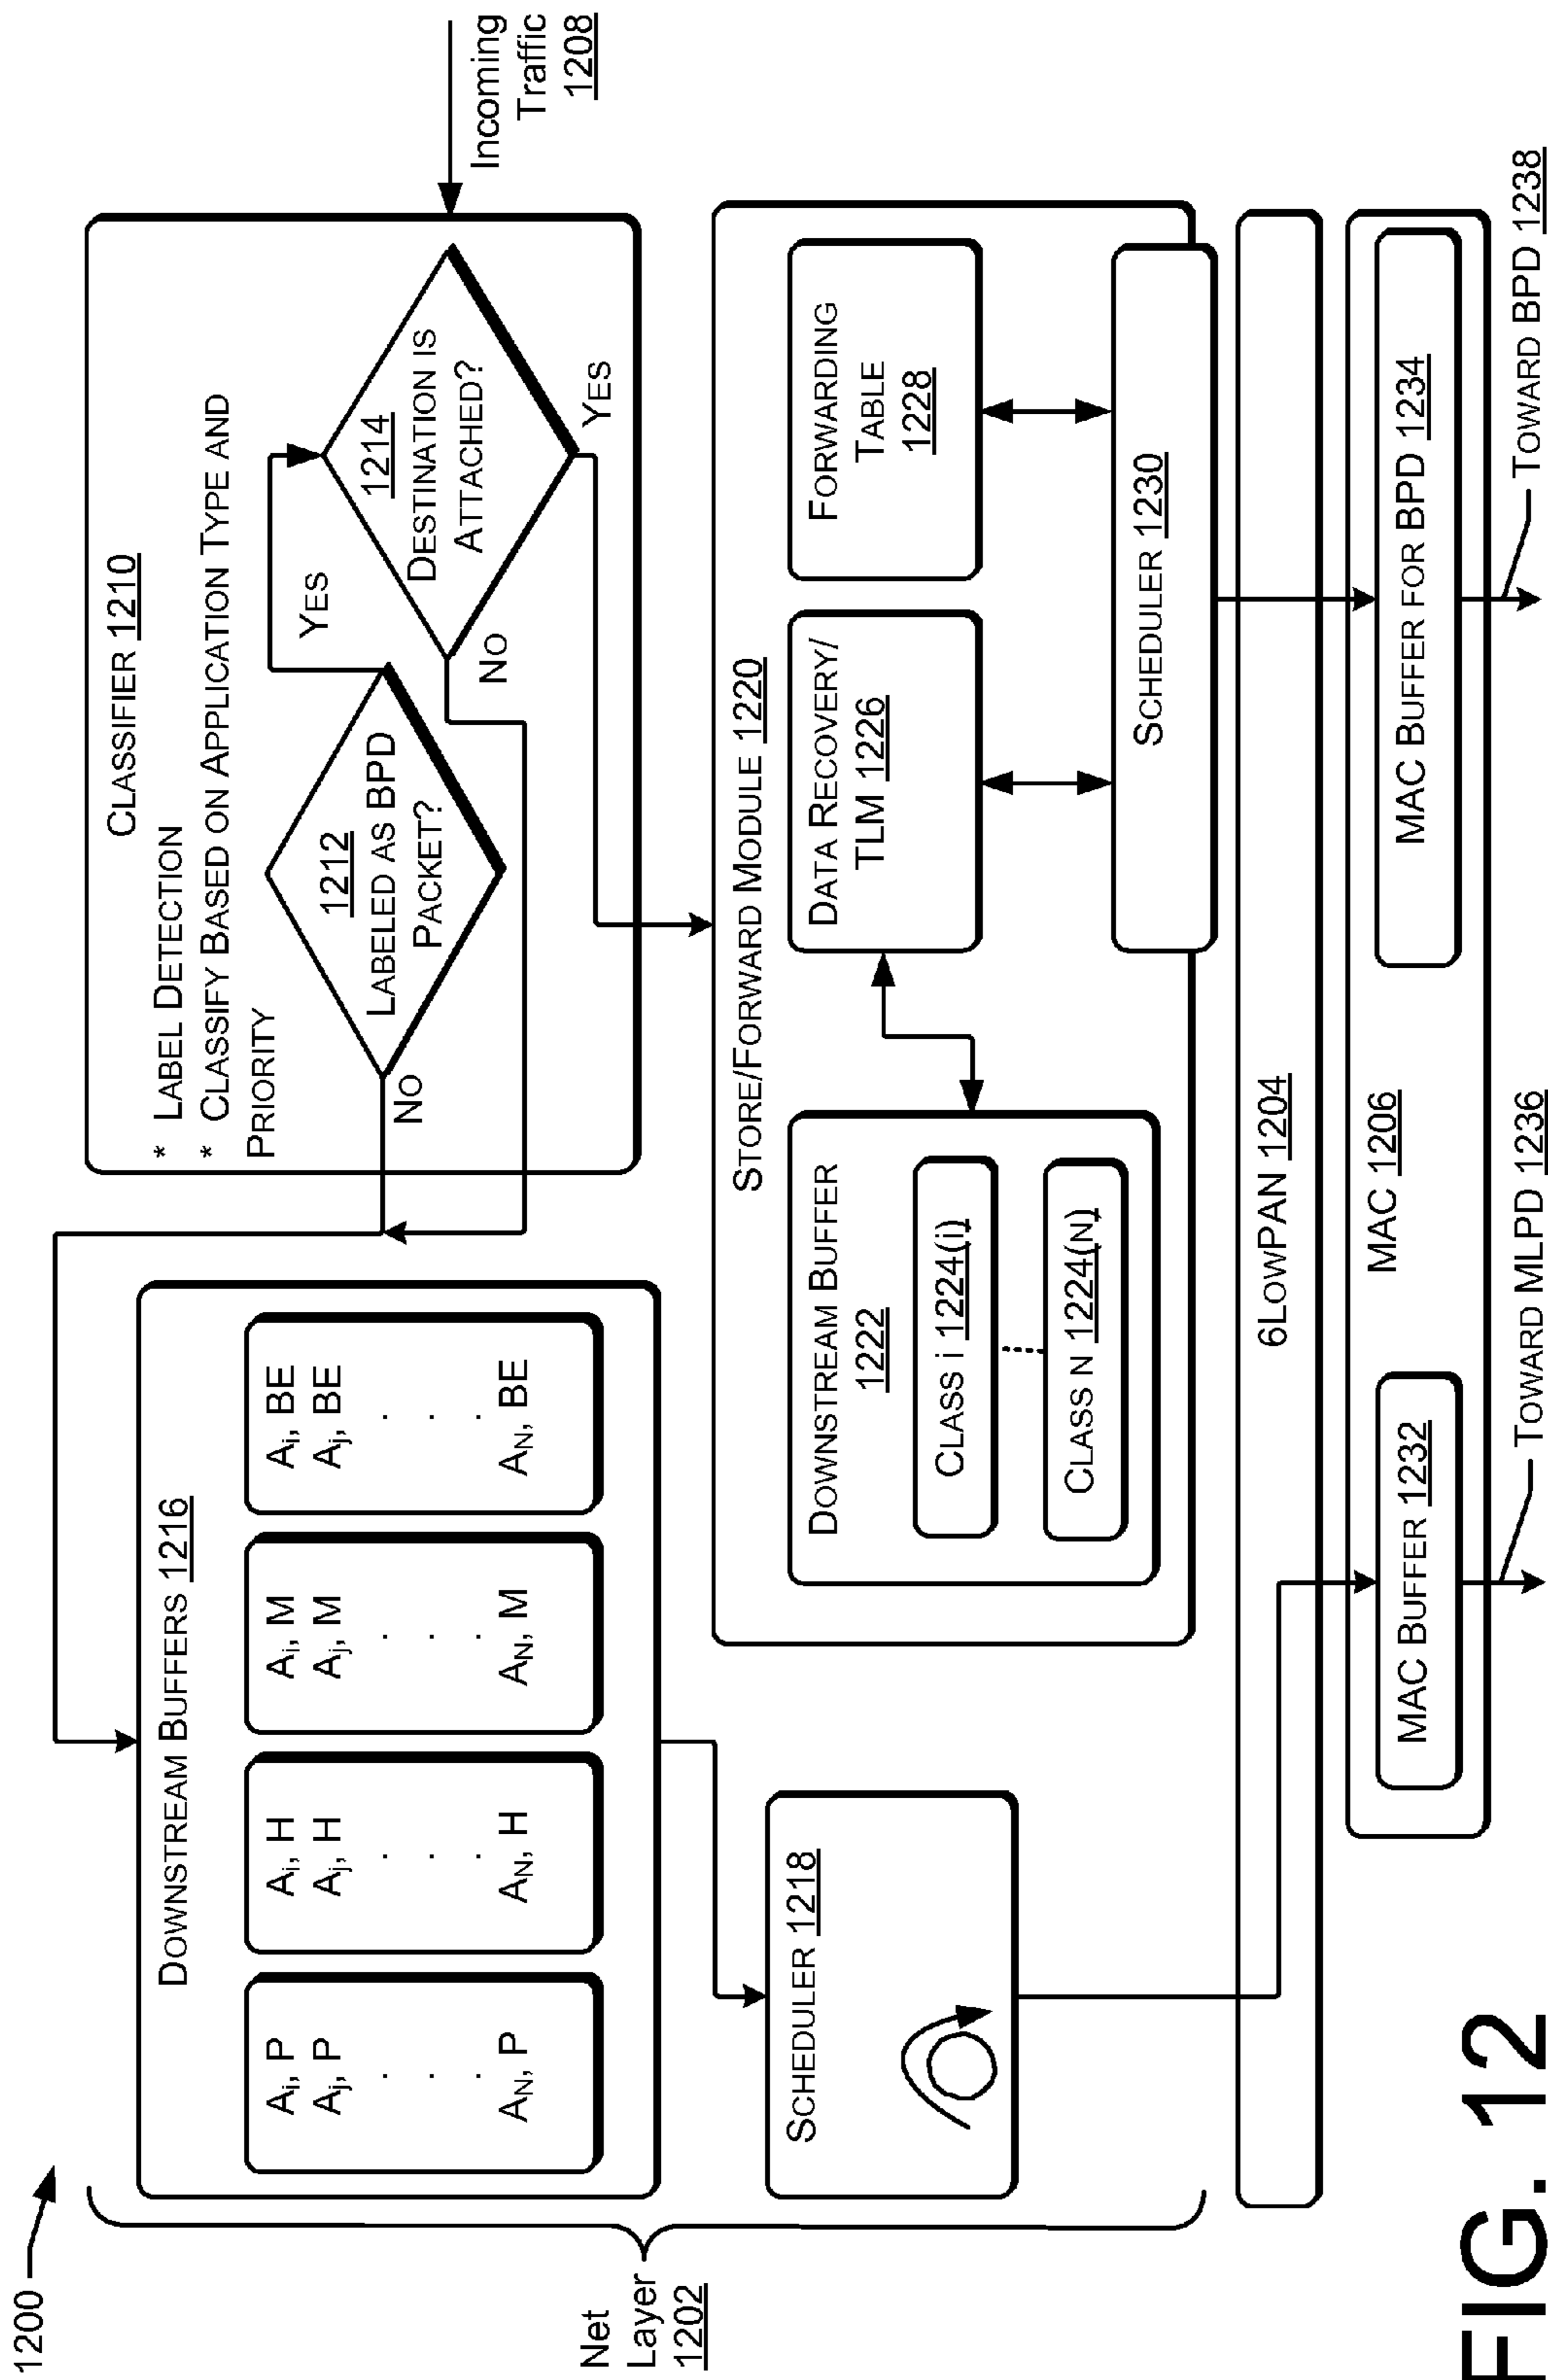 1200
Net
Layer
1202
DOWNSTREAM BUFFERS 1216
Ai, P
Aj, P
.
.
.
AN, P
Ai, H
Aj, H
.
.
.
AN, H
Ai, M
Aj, M
.
.
.
AN, M
Ai, BE
Aj, BE
.
.
.
AN, BE
CLASSIFIER 1210
* LABEL DETECTION
* CLASSIFY BASED ON APPLICATION TYPE AND
PRIORITY
1212
LABELED AS BPD
PACKET?
NO
YES
1214
DESTINATION IS
ATTACHED?
NO
YES
Incoming
Traffic
1208
SCHEDULER 1218
STORE/FORWARD MODULE 1220
DOWNSTREAM BUFFER
1222
CLASS i 1224(i)
CLASS N 1224(N)
DATA RECOVERY/
TLM 1226
FORWARDING
TABLE
1228
SCHEDULER 1230
6LOWPAN 1204
MAC 1206
MAC BUFFER 1232
MAC BUFFER FOR BPD 1234
TOWARD MLPD 1236
TOWARD BPD 1238
FIG. 12